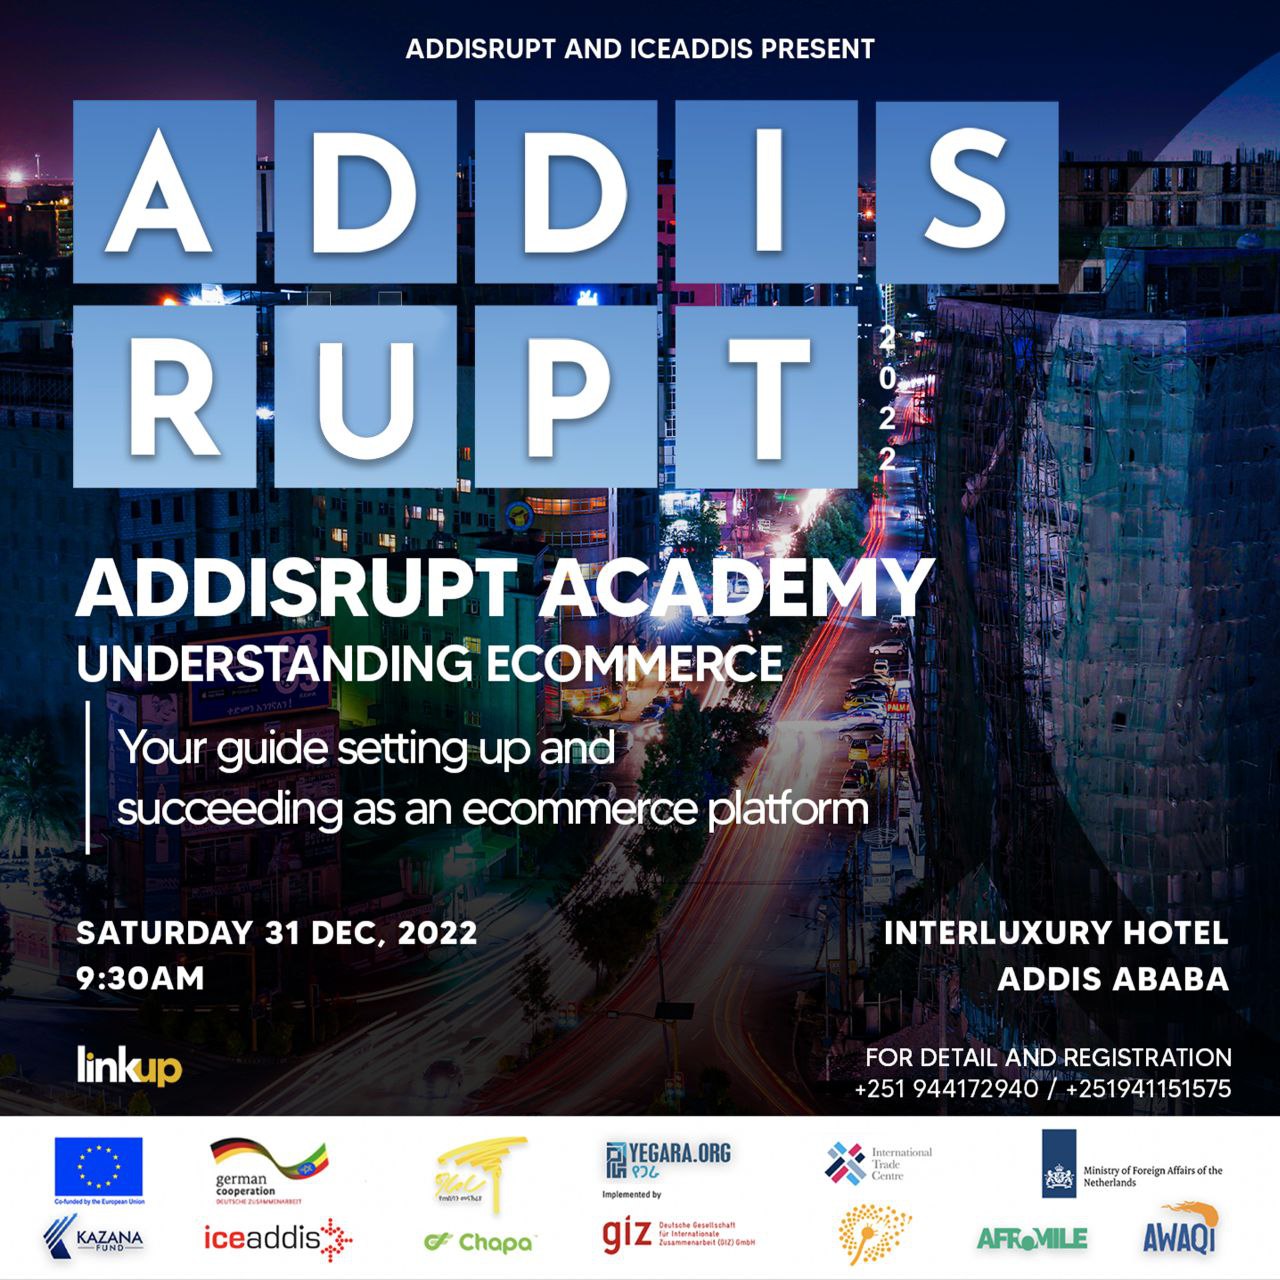 ADDISRUPT AND ICEADDIS PRESENT
ADDIS
RUPT
2022
ADDISRUPT ACADEMY
UNDERSTANDING ECOMMERCE
Your guide setting up and
succeeding as an ecommerce platform
SATURDAY 31 DEC, 2022
9:30AM
INTERLUXURY HOTEL
ADDIS ABABA
linkup
FOR DETAIL AND REGISTRATION
+251 944172940 / +251941151575
PALM
Co-funded by the European Union
german
cooperation
DEUTSCHE ZUSAMMENARBEIT
YEGARA.ORG
የጋራ
Implemented by
International
Trade
Centre
Ministry of Foreign Affairs of the
Netherlands
KAZANA
FUND
iceaddis
Chapa
giz
Deutsche Gesellschaft
für Internationale
Zusammenarbeit (GIZ) GmbH
AFROMILE
AWAQI